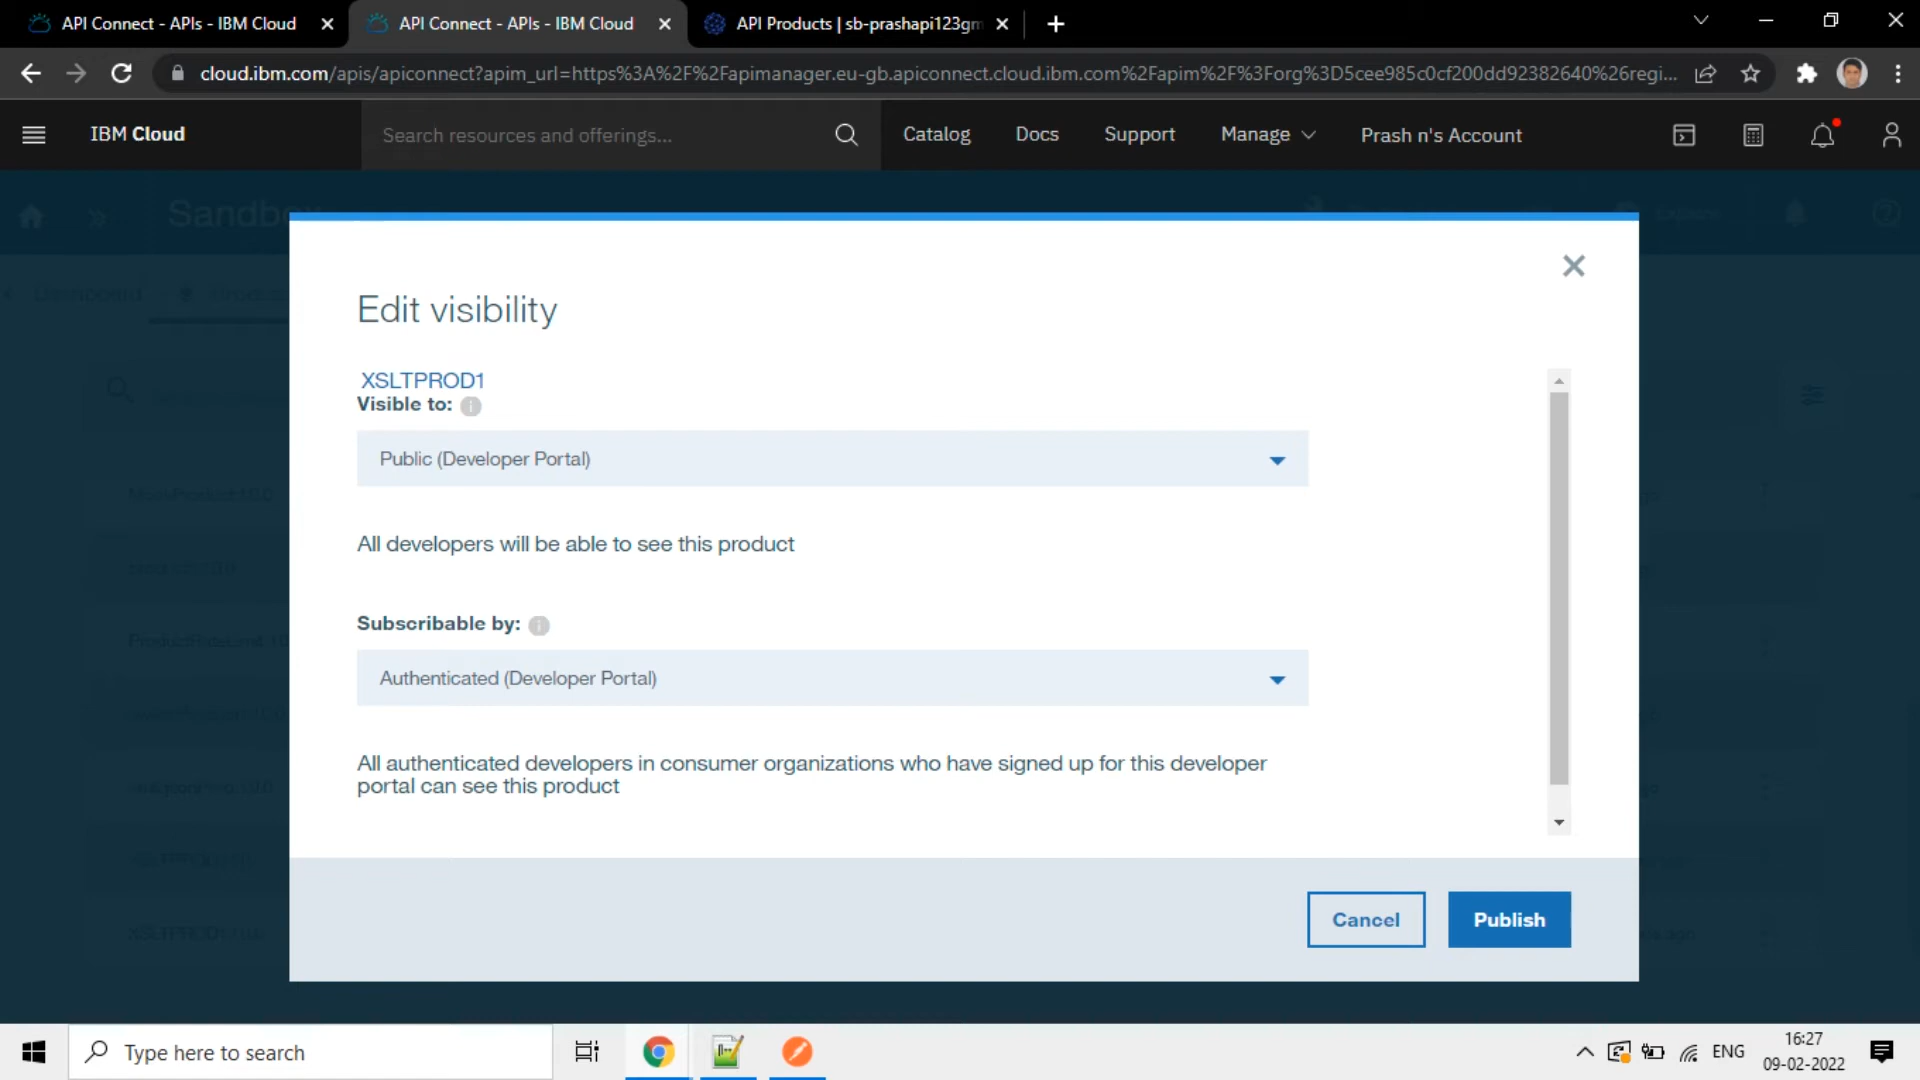 API Connect - APIs - IBM Cloud
API Connect - APIs - IBM Cloud
API Products | sb-prashapi123gm
cloud.ibm.com/apis/apiconnect?apim_url=https%3A%2F%2Fapimanager.eu-gb.apiconnect.cloud.ibm.com%2Fapim%2F%3Forg%3D5cee985c0cf200dd92382640%26regi...
IBM Cloud
Search resources and offerings...
Catalog
Docs
Support
Manage
Prash n's Account
Edit visibility
XSLTPROD1
Visible to:
Public (Developer Portal)
All developers will be able to see this product
Subscribable by:
Authenticated (Developer Portal)
All authenticated developers in consumer organizations who have signed up for this developer
portal can see this product
Cancel
Publish
Type here to search
ENG
16:27
09-02-2022